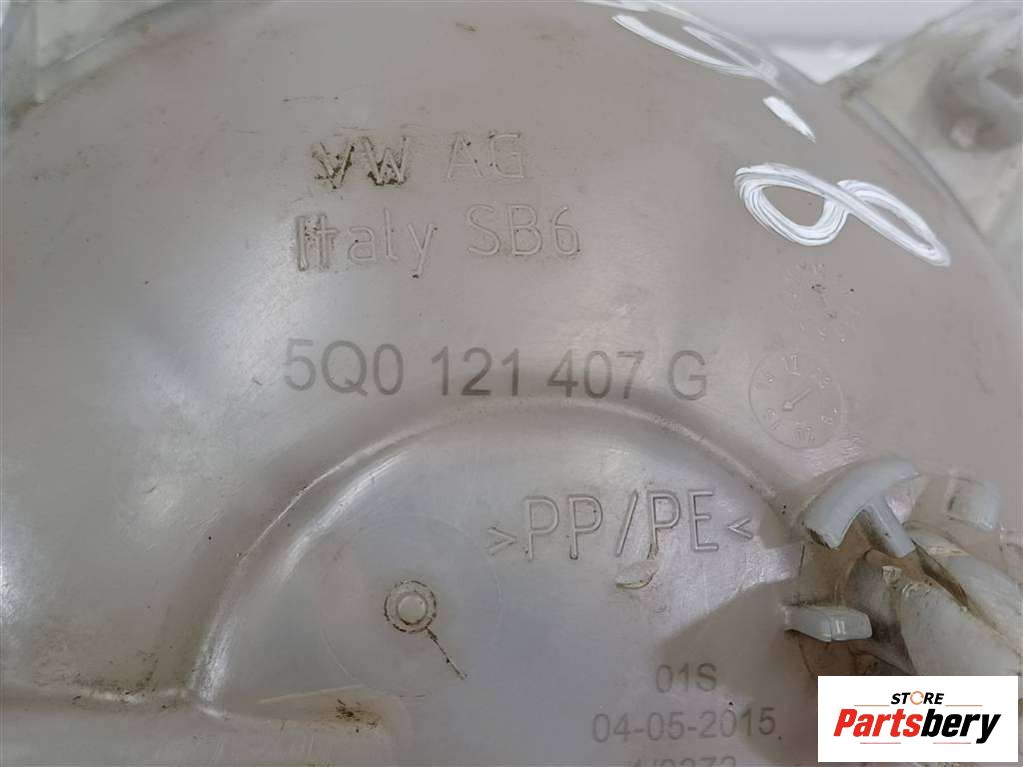 VW AG
Italy SB6
5Q0 121 407 G
>PP/PE<
01S
04-05-2015
STORE
Partsbery